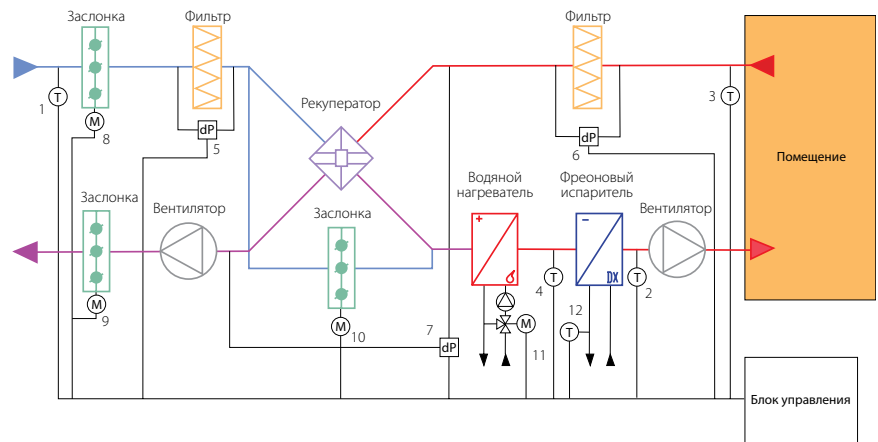 Заслонка
Фильтр
Фильтр
Рекуператор
Помещение
1
T
M
8
dP
5
dP
6
T
3
Заслонка
Вентилятор
Заслонка
Водяной
нагреватель
Фреоновый
испаритель
Вентилятор
+
−
DX
M
9
M
10
7
dP
T
4
M
11
12
T
T
2
Блок управления